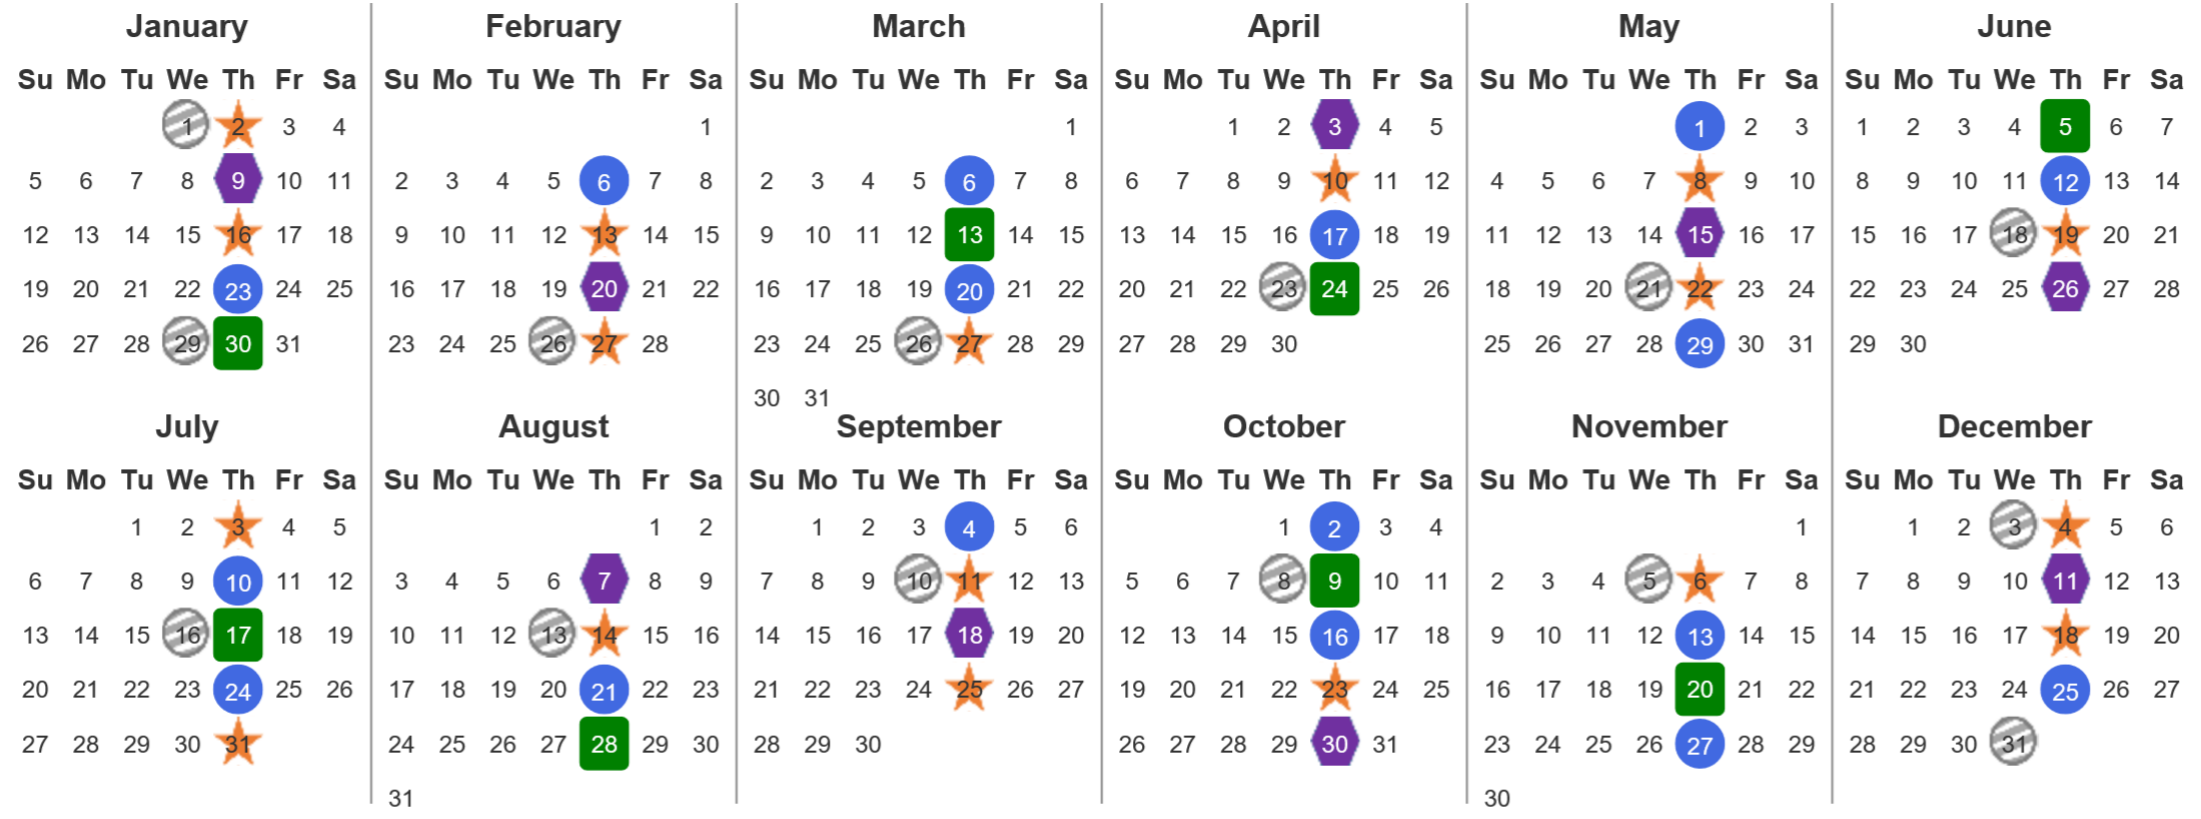 January February March April May June
Su Mo Tu We Th Fr Sa Su Mo Tu We Th Fr Sa Su Mo Tu We Th Fr Sa Su Mo Tu We Th Fr Sa Su Mo Tu We Th Fr Sa Su Mo Tu We Th Fr Sa
1 2 3 4 1 1 1 2 3 4 5 1 2 3 1 2 3 4 5 6 7
5 6 7 8 9 10 11 2 3 4 5 6 7 8 2 3 4 5 6 7 8 6 7 8 9 10 11 12 4 5 6 7 8 9 10 8 9 10 11 12 13 14
12 13 14 15 16 17 18 9 10 11 12 13 14 15 9 10 11 12 13 14 15 13 14 15 16 17 18 19 11 12 13 14 15 16 17 15 16 17 18 19 20 21
19 20 21 22 23 24 25 16 17 18 19 20 21 22 16 17 18 19 20 21 22 20 21 22 23 24 25 26 18 19 20 21 22 23 24 22 23 24 25 26 27 28
26 27 28 29 30 31 23 24 25 26 27 28 23 24 25 26 27 28 29 27 28 29 30 25 26 27 28 29 30 31 29 30
30 31
July August September October November December
Su Mo Tu We Th Fr Sa Su Mo Tu We Th Fr Sa Su Mo Tu We Th Fr Sa Su Mo Tu We Th Fr Sa Su Mo Tu We Th Fr Sa Su Mo Tu We Th Fr Sa
1 2 3 4 5 1 2 1 2 3 4 5 6 1 2 3 4 1 1 2 3 4 5 6
6 7 8 9 10 11 12 3 4 5 6 7 8 9 7 8 9 10 11 12 13 5 6 7 8 9 10 11 2 3 4 5 6 7 8 7 8 9 10 11 12 13
13 14 15 16 17 18 19 10 11 12 13 14 15 16 14 15 16 17 18 19 20 12 13 14 15 16 17 18 9 10 11 12 13 14 15 14 15 16 17 18 19 20
20 21 22 23 24 25 26 17 18 19 20 21 22 23 21 22 23 24 25 26 27 19 20 21 22 23 24 25 16 17 18 19 20 21 22 21 22 23 24 25 26 27
27 28 29 30 31 24 25 26 27 28 29 30 28 29 30 26 27 28 29 30 31 23 24 25 26 27 28 29 28 29 30 31
31 30